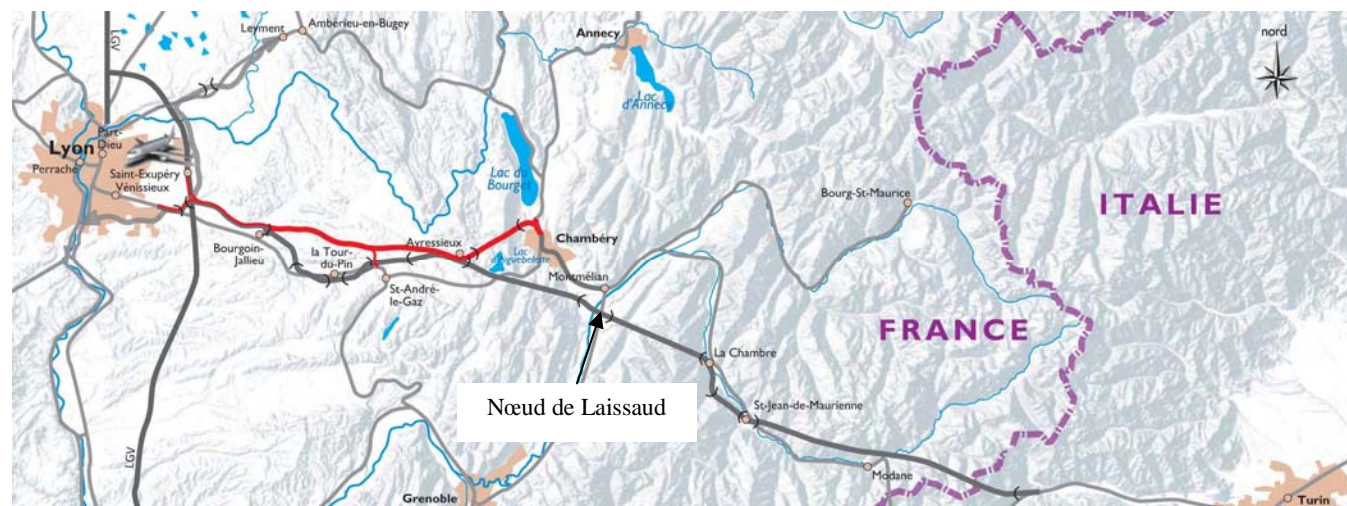 LGV
Leyment
Ambérieu-en-Bugey
Annecy
nord
Lac
d'Annecy
Lyon
Part-
Dieu
Perrache
Saint-Exupéry
Vénissieux
Lac du
Bourget
Bourg-St-Maurice
ITALIE
Bourgoin-
Jallieu
la Tour-
du-Pin
Avressieux
Lac
d'Aiguebelette
Chambéry
St-André-
le-Gaz
Montmélian
FRANCE
La Chambre
Nœud de Laissaud
St-Jean-de-Maurienne
LGV
Modane
Grenoble
Turin